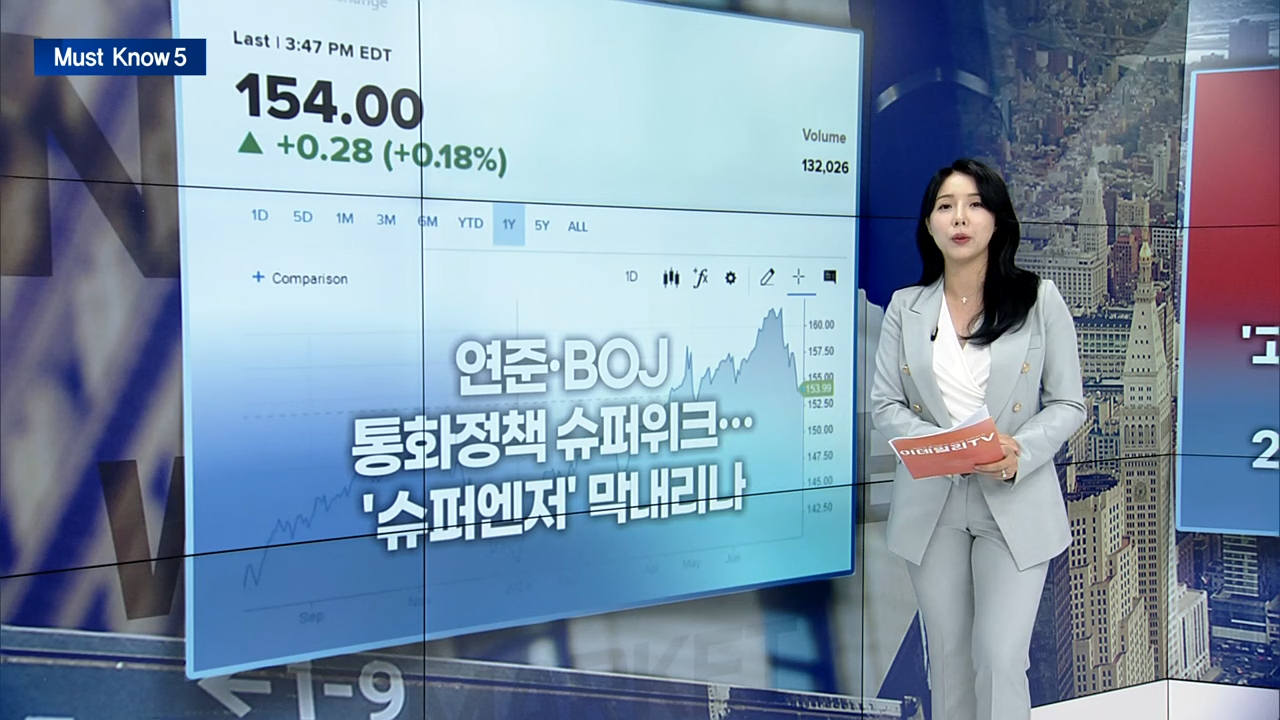 Must Know 5
Last | 3:47 PM EDT
154.00
▲ +0.28 (+0.18%)
Volume
132,026
1D 5D 1M 3M 6M YTD 1Y 5Y ALL
+ Comparison
1D
160.00
157.50
155.00
153.99
152.50
150.00
147.50
145.00
142.50
연준·BOJ
통화정책 슈퍼위크…
'슈퍼엔저' 막내리나
Sep
May
Jun
이데일리TV
1-9
2